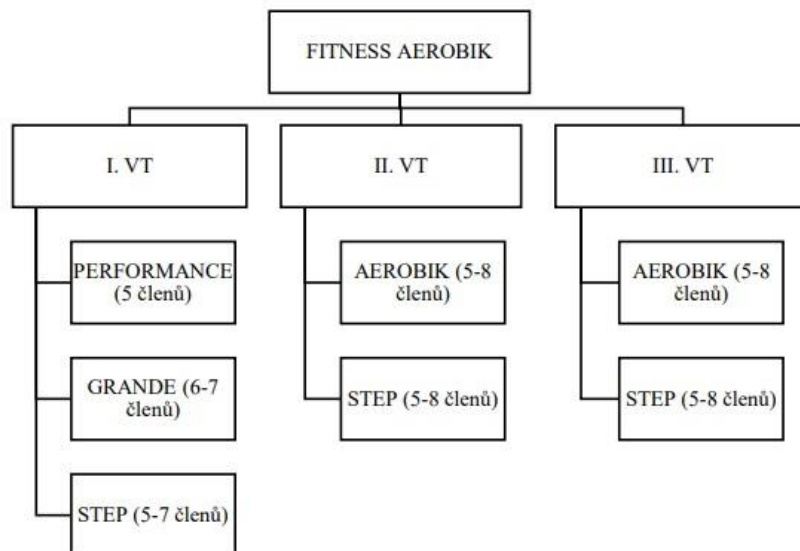 FITNESS AEROBIK
I. VT
II. VT
III. VT
PERFORMANCE
(5 členů)
GRANDE (6-7
členů)
STEP (5-7 členů)
AEROBIK (5-8
členů)
STEP (5-8 členů)
AEROBIK (5-8
členů)
STEP (5-8 členů)